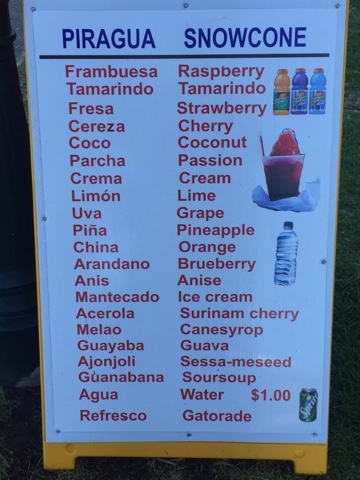 PIRAGUA SNOWCONE
Frambuesa Raspberry
Tamarindo Tamarindo
Fresa Strawberry
Cereza Cherry
Coco Coconut
Parcha Passion
Crema Cream
Limón Lime
Uva Grape
Piña Pineapple
China Orange
Arandano Brueberry
Anis Anise
Mantecado Ice cream
Acerola Surinam cherry
Melao Canesyrop
Guayaba Guava
Ajonjoli Sessa-meseed
Guanabana Soursoup
Agua Water $1.00
Refresco Gatorade
Sprite